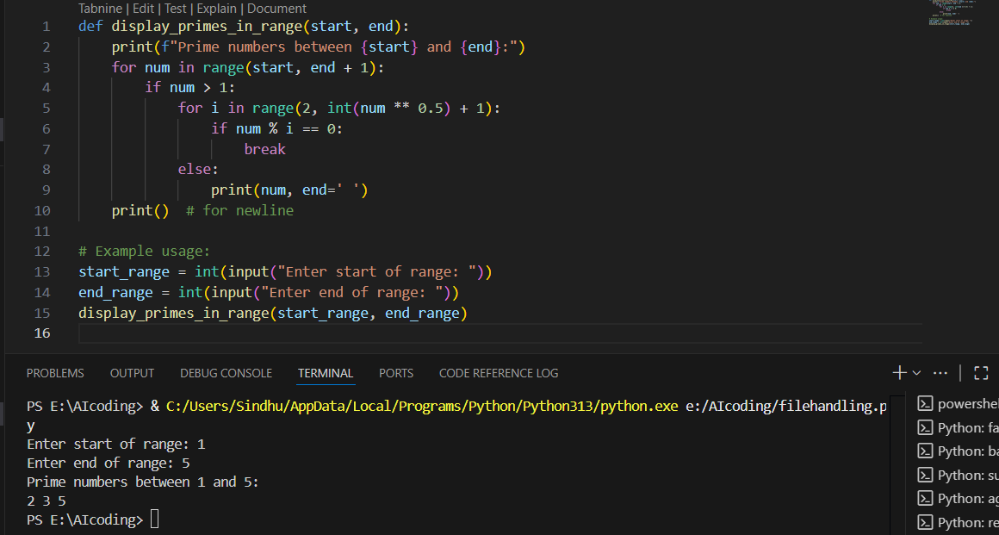 Tabnine | Edit | Test | Explain | Document
1 def display_primes_in_range(start, end):
2     print(f"Prime numbers between {start} and {end}:")
3     for num in range(start, end + 1):
4         if num > 1:
5             for i in range(2, int(num ** 0.5) + 1):
6                 if num % i == 0:
7                     break
8             else:
9                 print(num, end=' ')
10     print()  # for newline
11
12 # Example usage:
13 start_range = int(input("Enter start of range: "))
14 end_range = int(input("Enter end of range: "))
15 display_primes_in_range(start_range, end_range)
16
PROBLEMS OUTPUT DEBUG CONSOLE TERMINAL PORTS CODE REFERENCE LOG
PS E:\AIcoding> & C:/Users/Sindhu/AppData/Local/Programs/Python/Python313/python.exe e:/AIcoding/filehandling.p
y
Enter start of range: 1
Enter end of range: 5
Prime numbers between 1 and 5:
2 3 5
PS E:\AIcoding>
powershel
Python: fa
Python: ba
Python: su
Python: ag
Python: re